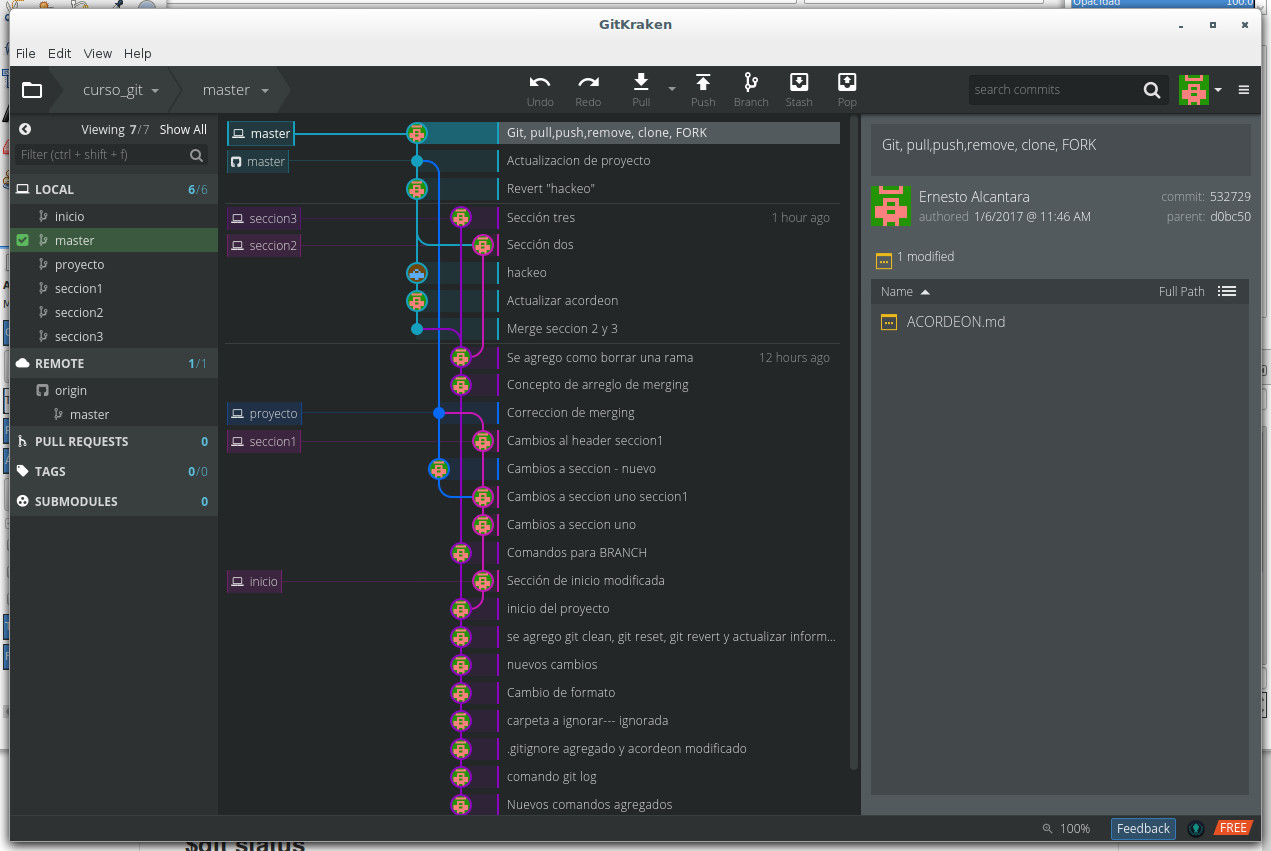 Opacidad 100.0
GitKraken
File Edit View Help
curso_git master
Undo Redo Pull Push Branch Stash Pop
search commits
Viewing 7/7 Show All
Filter (ctrl + shift + f)
LOCAL 6/6
inicio
master
proyecto
seccion1
seccion2
seccion3
REMOTE 1/1
origin
master
PULL REQUESTS 0
TAGS 0/0
SUBMODULES 0
master Git, pull,push,remove, clone, FORK
master Actualizacion de proyecto
Revert "hackeo"
seccion3 Sección tres 1 hour ago
seccion2 Sección dos
hackeo
Actualizar acordeon
Merge seccion 2 y 3
Se agrego como borrar una rama 12 hours ago
Concepto de arreglo de merging
proyecto Correccion de merging
seccion1 Cambios al header seccion1
Cambios a seccion - nuevo
Cambios a seccion uno seccion1
Cambios a seccion uno
Comandos para BRANCH
inicio Sección de inicio modificada
inicio del proyecto
se agrego git clean, git reset, git revert y actualizar inform...
nuevos cambios
Cambio de formato
carpeta a ignorar--- ignorada
.gitignore agregado y acordeon modificado
comando git log
Nuevos comandos agregados
Git, pull,push,remove, clone, FORK
Ernesto Alcantara commit: 532729
authored 1/6/2017 @ 11:46 AM parent: d0bc50
1 modified
Name Full Path
ACORDEON.md
100% Feedback FREE
$git status